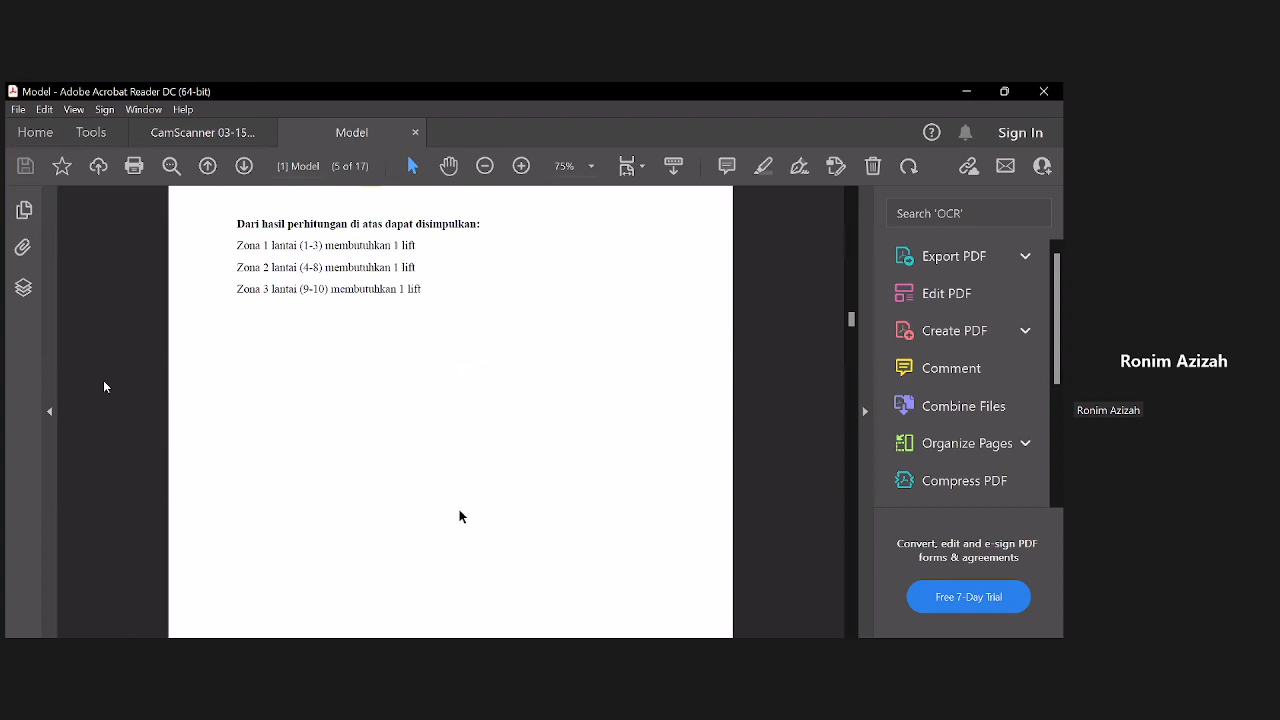 Model - Adobe Acrobat Reader DC (64-bit)
File Edit View Sign Window Help
Home Tools CamScanner 03-15... Model × Sign In
[1] Model (5 of 17) 75%
Search 'OCR'
Dari hasil perhitungan di atas dapat disimpulkan:
Zona 1 lantai (1-3) membutuhkan 1 lift
Zona 2 lantai (4-8) membutuhkan 1 lift
Zona 3 lantai (9-10) membutuhkan 1 lift
Export PDF
Edit PDF
Create PDF
Comment
Combine Files
Organize Pages
Compress PDF
Convert, edit and e-sign PDF
forms & agreements
Free 7-Day Trial
Ronim Azizah
Ronim Azizah